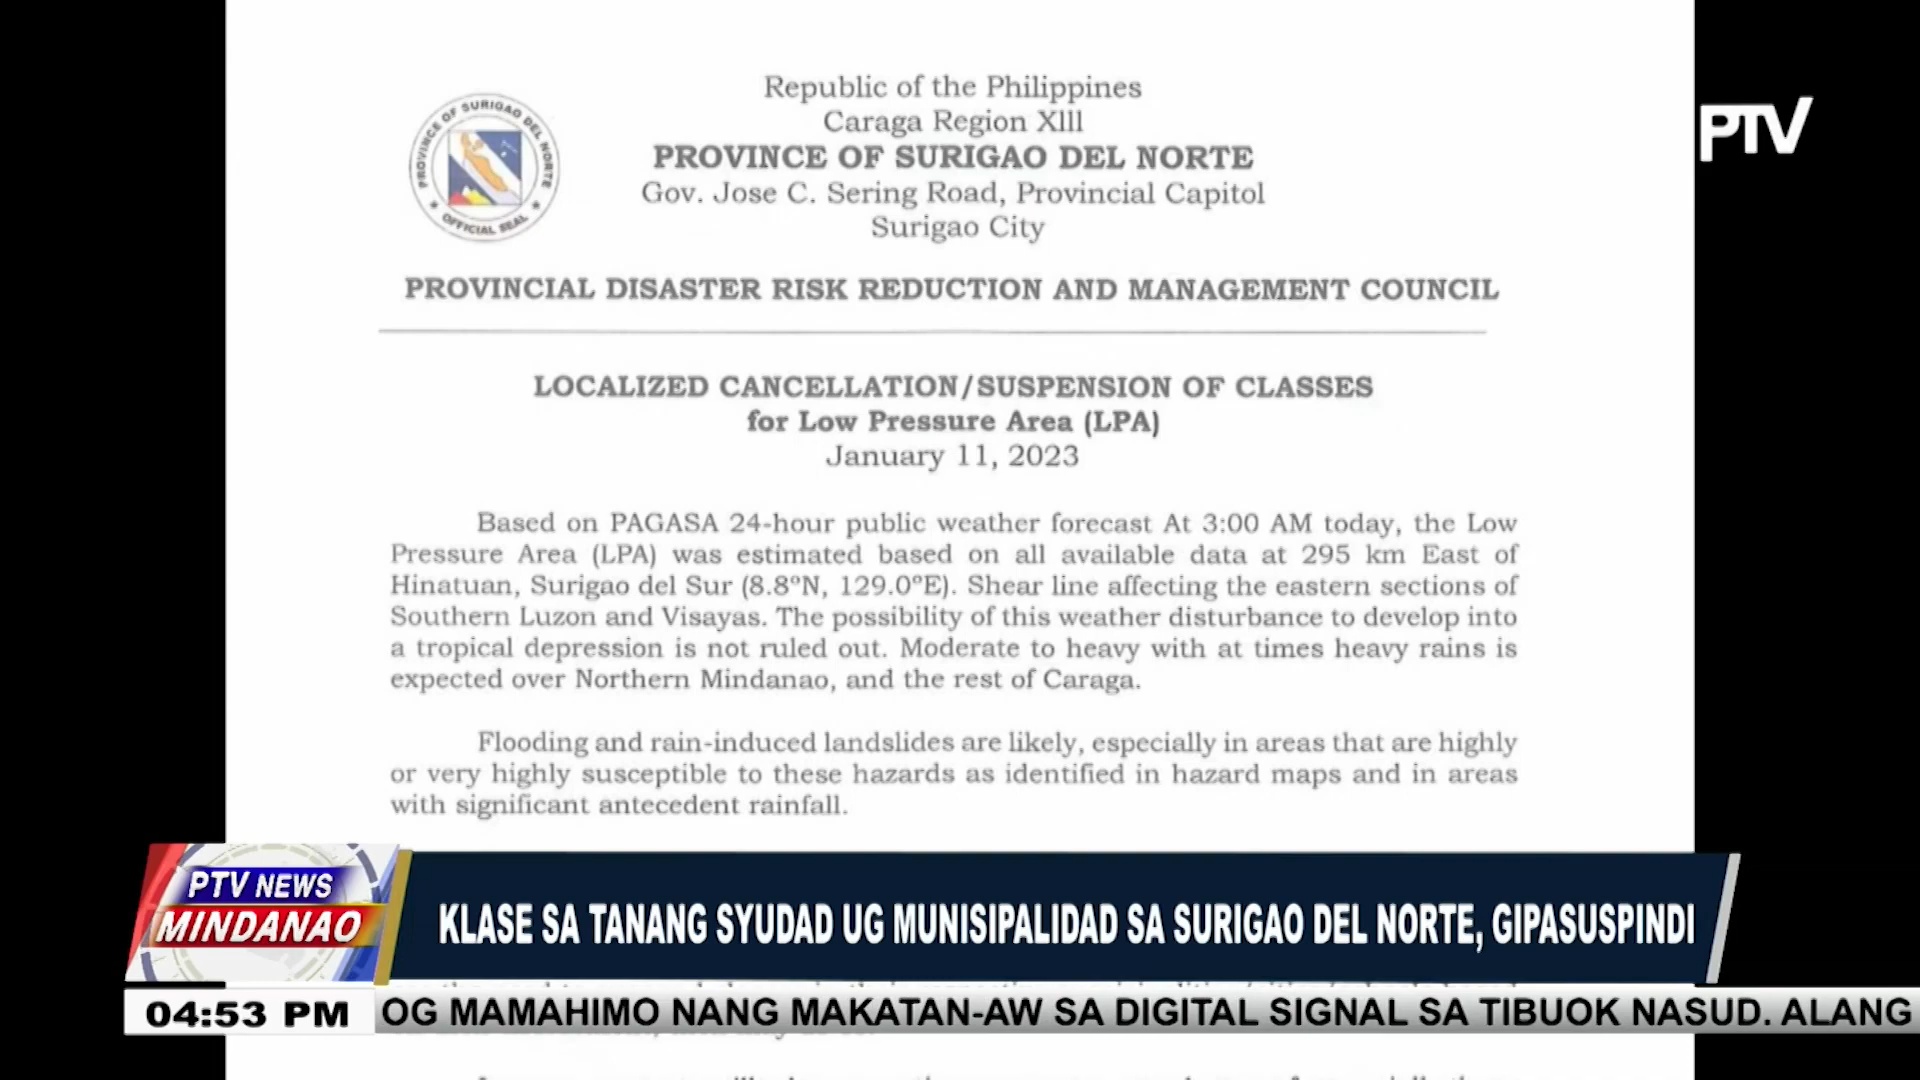 Republic of the Philippines
Caraga Region XIII
PROVINCE OF SURIGAO DEL NORTE
Gov. Jose C. Sering Road, Provincial Capitol
Surigao City
PROVINCE OF SURIGAO DEL NORTE
OFFICIAL SEAL
PTV
PROVINCIAL DISASTER RISK REDUCTION AND MANAGEMENT COUNCIL
LOCALIZED CANCELLATION/SUSPENSION OF CLASSES
for Low Pressure Area (LPA)
January 11, 2023
Based on PAGASA 24-hour public weather forecast At 3:00 AM today, the Low
Pressure Area (LPA) was estimated based on all available data at 295 km East of
Hinatuan, Surigao del Sur (8.8ºN, 129.0ºE). Shear line affecting the eastern sections of
Southern Luzon and Visayas. The possibility of this weather disturbance to develop into
a tropical depression is not ruled out. Moderate to heavy with at times heavy rains is
expected over Northern Mindanao, and the rest of Caraga.
Flooding and rain-induced landslides are likely, especially in areas that are highly
or very highly susceptible to these hazards as identified in hazard maps and in areas
with significant antecedent rainfall.
PTV NEWS
MINDANAO
KLASE SA TANANG SYUDAD UG MUNISIPALIDAD SA SURIGAO DEL NORTE, GIPASUSPINDI
04:53 PM
OG MAMAHIMO NANG MAKATAN-AW SA DIGITAL SIGNAL SA TIBUOK NASUD. ALANG